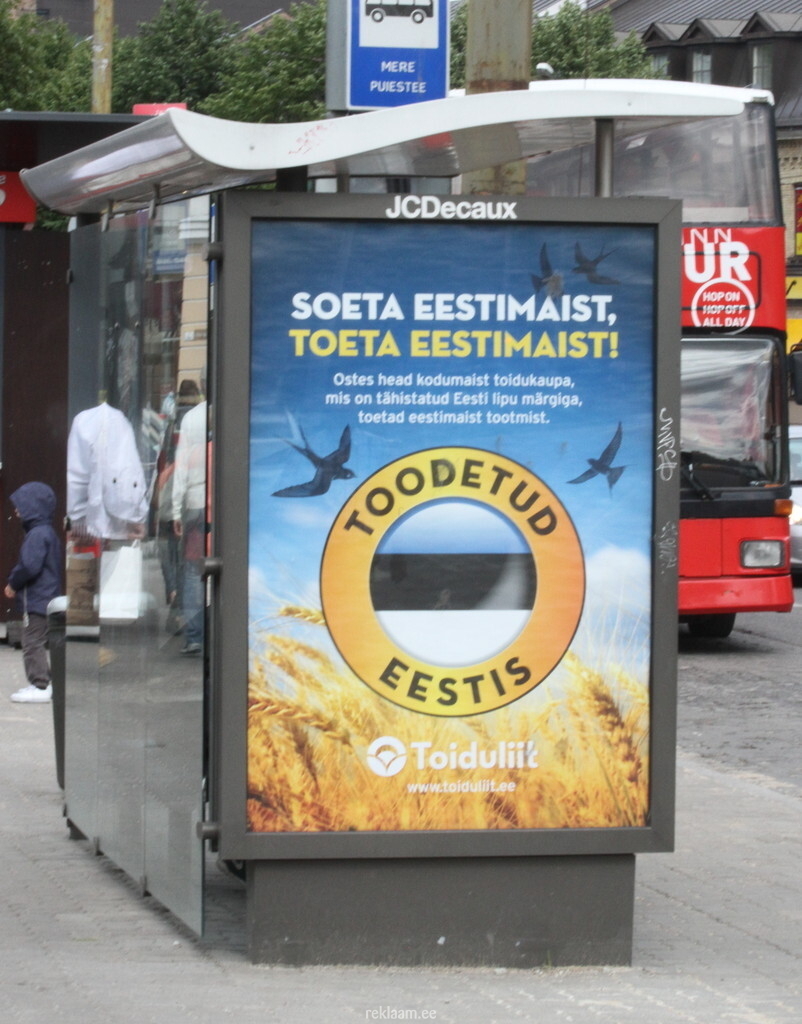 MERE
PUIESTEE
JCDecaux
SOETA EESTIMAIST,
TOETA EESTIMAIST!
Ostes head kodumaist toidukaupa,
mis on tähistatud Eesti lipu märgiga,
toetad eestimaist tootmist.
TOODETUD
EESTIS
Toiduliit
www.toiduliit.ee
NN
UR
HOP ON
HOP OFF
ALL DAY
reklaam.ee